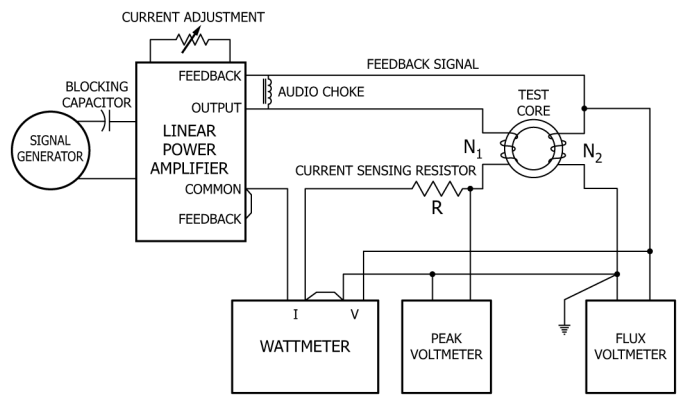 CURRENT ADJUSTMENT
FEEDBACK
FEEDBACK SIGNAL
BLOCKING
CAPACITOR
AUDIO CHOKE
TEST
CORE
OUTPUT
SIGNAL
GENERATOR
LINEAR
POWER
AMPLIFIER
N1
N2
CURRENT SENSING RESISTOR
COMMON
R
FEEDBACK
I
V
WATTMETER
PEAK
VOLTMETER
FLUX
VOLTMETER